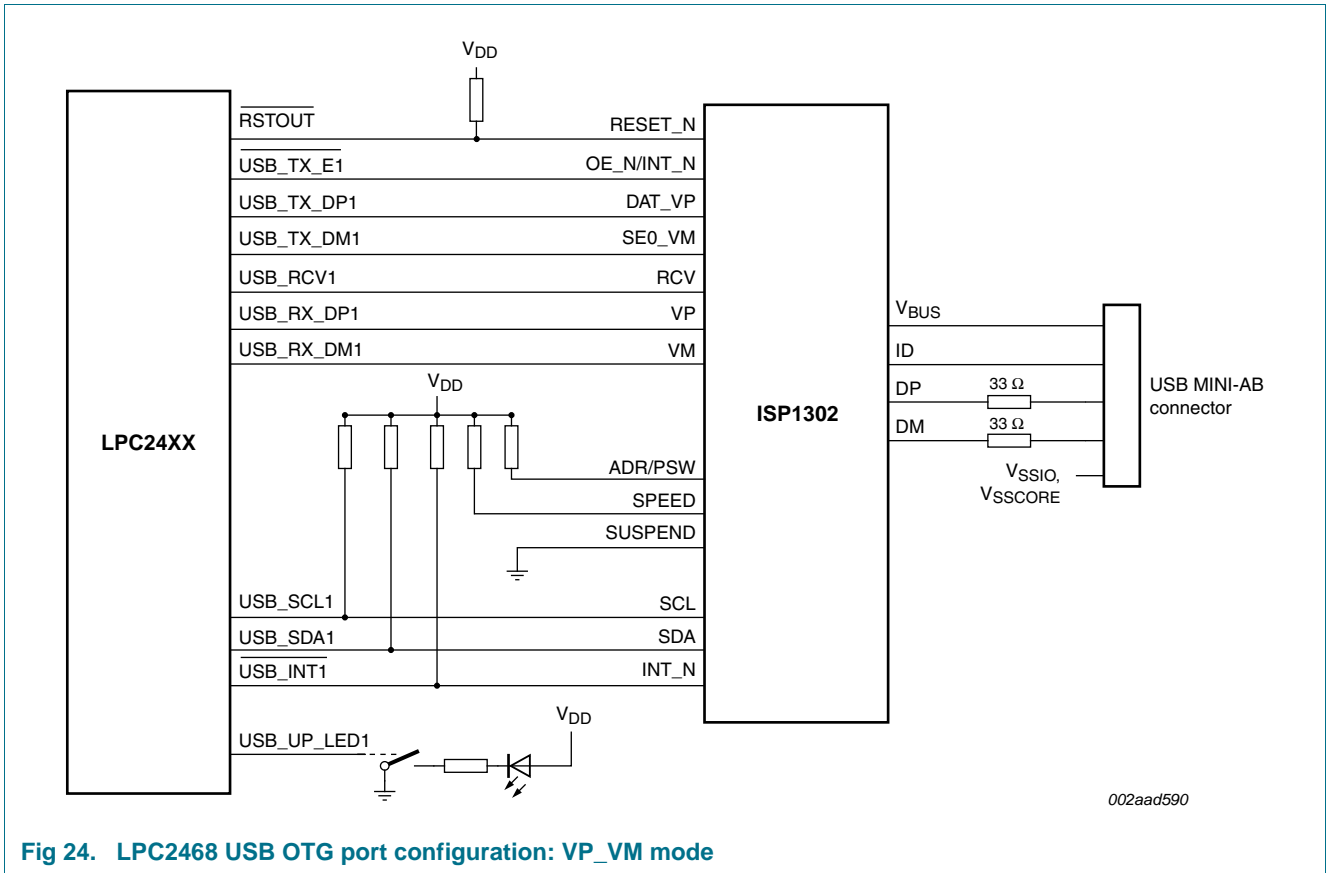 VDD
RSTOUT RESET_N
USB_TX_E1 OE_N/INT_N
USB_TX_DP1 DAT_VP
USB_TX_DM1 SE0_VM
USB_RCV1 RCV
USB_RX_DP1 VP
USB_RX_DM1 VM
VBUS
ID
DP 33 Ω
DM 33 Ω
USB MINI-AB
connector
VSSIO,
VSSCORE
LPC24XX
ISP1302
VDD
ADR/PSW
SPEED
SUSPEND
USB_SCL1 SCL
USB_SDA1 SDA
USB_INT1 INT_N
VDD
USB_UP_LED1
002aad590
Fig 24. LPC2468 USB OTG port configuration: VP_VM mode